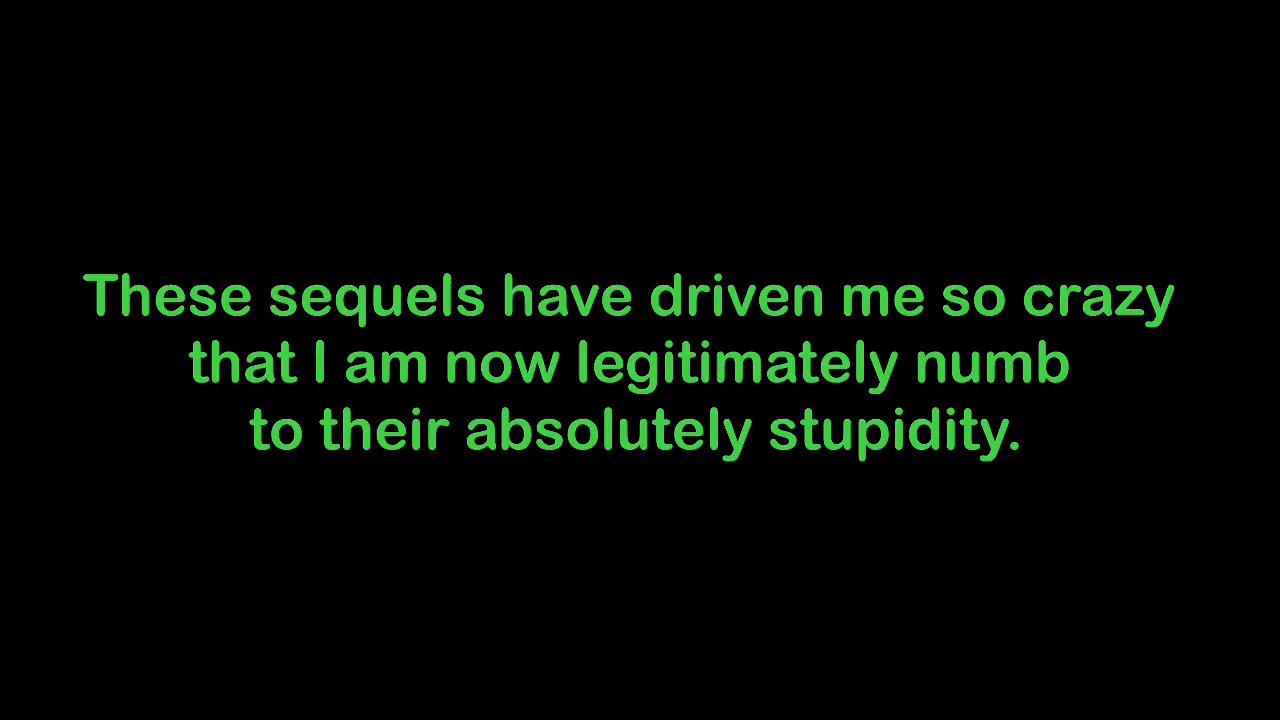 These sequels have driven me so crazy
that I am now legitimately numb
to their absolutely stupidity.